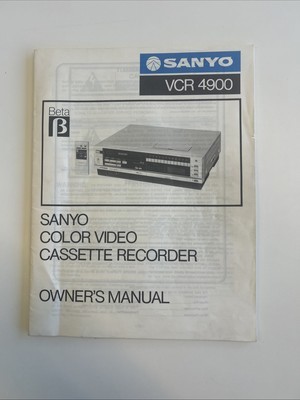 SANYO
VCR 4900
Beta
β
SANYO
COLOR VIDEO
CASSETTE RECORDER
OWNER'S MANUAL